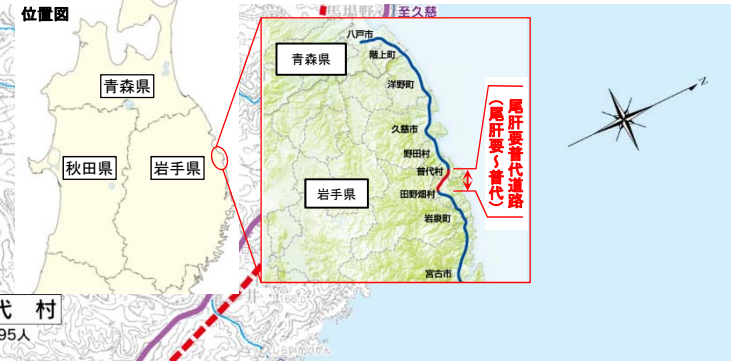 位置図
至久慈
青森県
秋田県
岩手県
八戸市
青森県
階上町
洋野町
久慈市
野田村
普代村
岩手県
田野畑村
岩泉町
宮古市
尾肝要普代道路
(尾肝要～普代)
N
代 村
95人